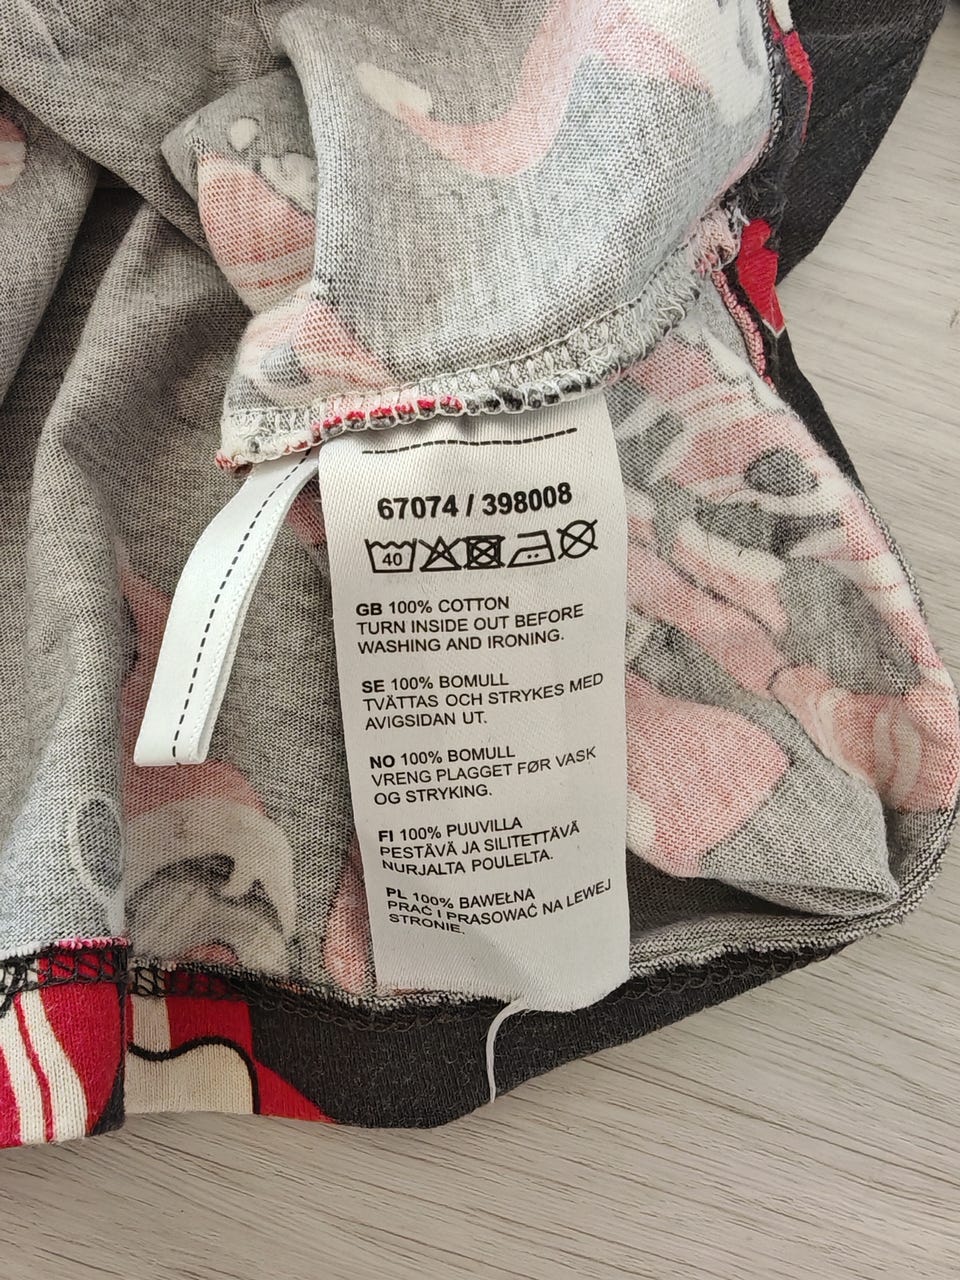 67074 / 398008
40
GB 100% COTTON
TURN INSIDE OUT BEFORE
WASHING AND IRONING.
SE 100% BOMULL
TVÄTTAS OCH STRYKES MED
AVIGSIDAN UT.
NO 100% BOMULL
VRENG PLAGGET FØR VASK
OG STRYKING.
FI 100% PUUVILLA
PESTÄVÄ JA SILITETTÄVÄ
NURJALTA POULELTA.
PL 100% BAWEŁNA
PRAĆ I PRASOWAĆ NA LEWEJ
STRONIE.